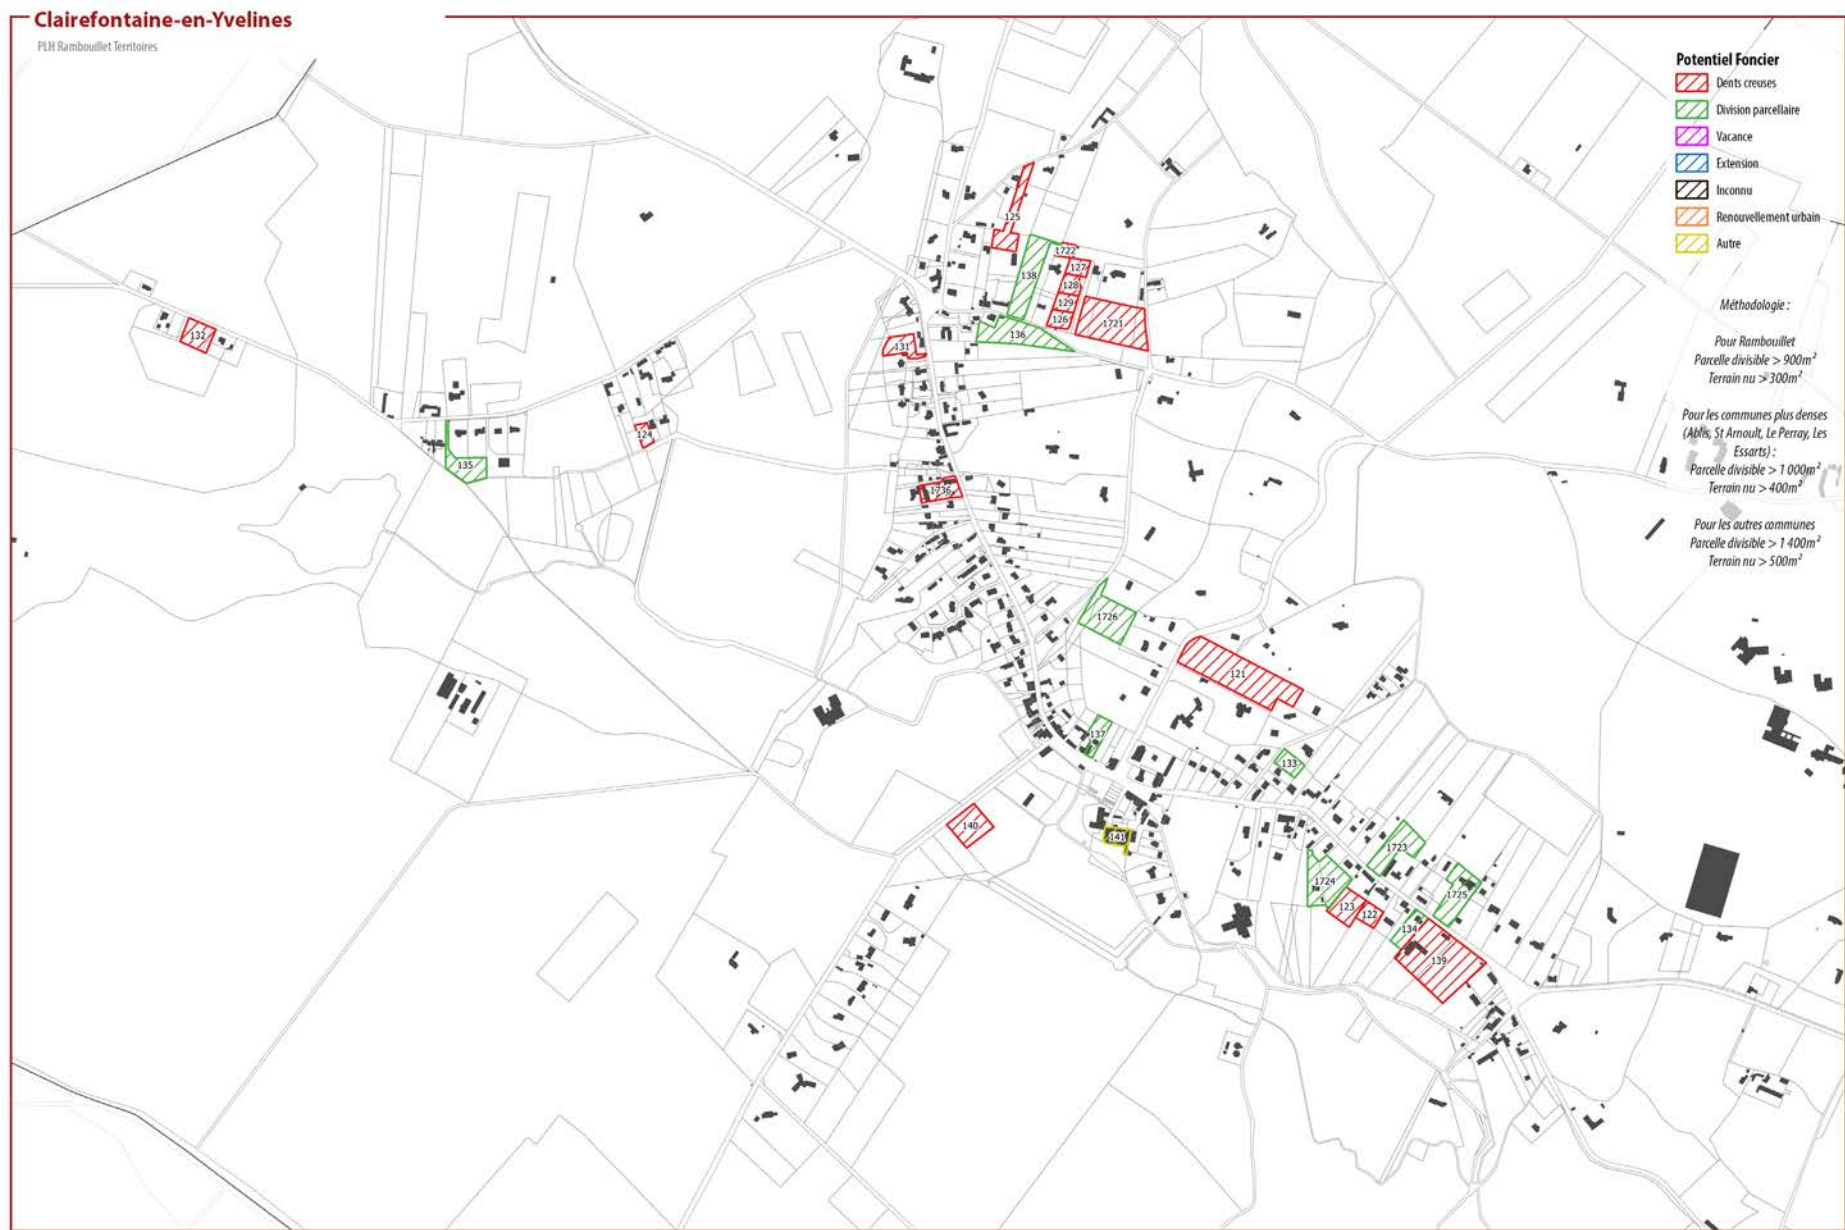 Clairefontaine-en-Yvelines
PLH Rambouillet Territoires
Potentiel Foncier
Dents creuses
Division parcellaire
Vacance
Extension
Inconnu
Renouvellement urbain
Autre
Méthodologie :
Pour Rambouillet
Parcelle divisible > 900m²
Terrain nu > 300m²
Pour les communes plus denses
(Ablis, St Arnoult, Le Perray, Les
Essarts) :
Parcelle divisible > 1 000m²
Terrain nu > 400m²
Pour les autres communes
Parcelle divisible > 1 400m²
Terrain nu > 500m²
125
1722
127
138
128
129
126
1721
136
132
131
124
135
1736
1726
121
137
133
140
141
1723
1724
1725
123
122
134
139